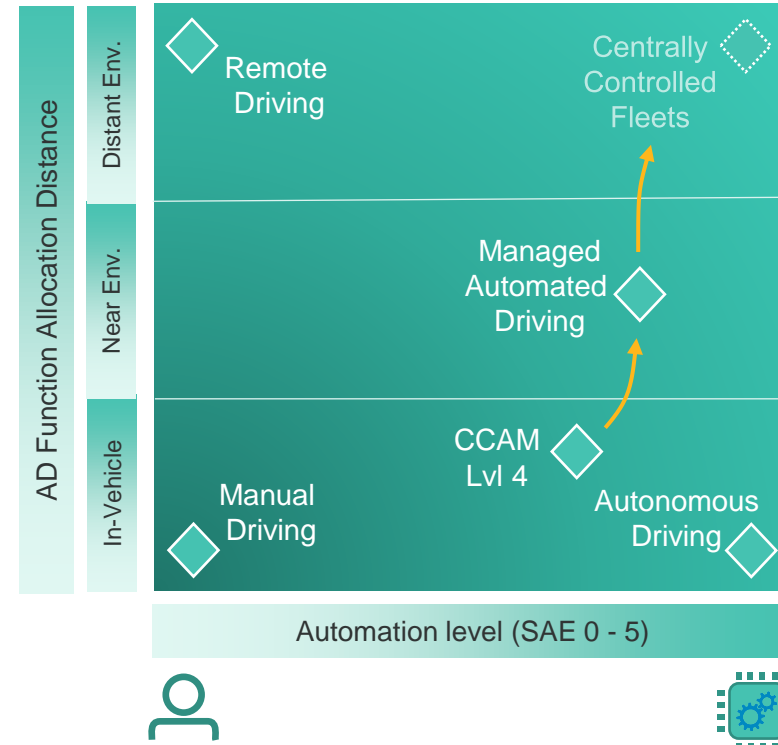 AD Function Allocation Distance
Distant Env.
Near Env.
In-Vehicle
Remote
Driving
Centrally
Controlled
Fleets
Managed
Automated
Driving
CCAM
Lvl 4
Manual
Driving
Autonomous
Driving
Automation level (SAE 0 - 5)